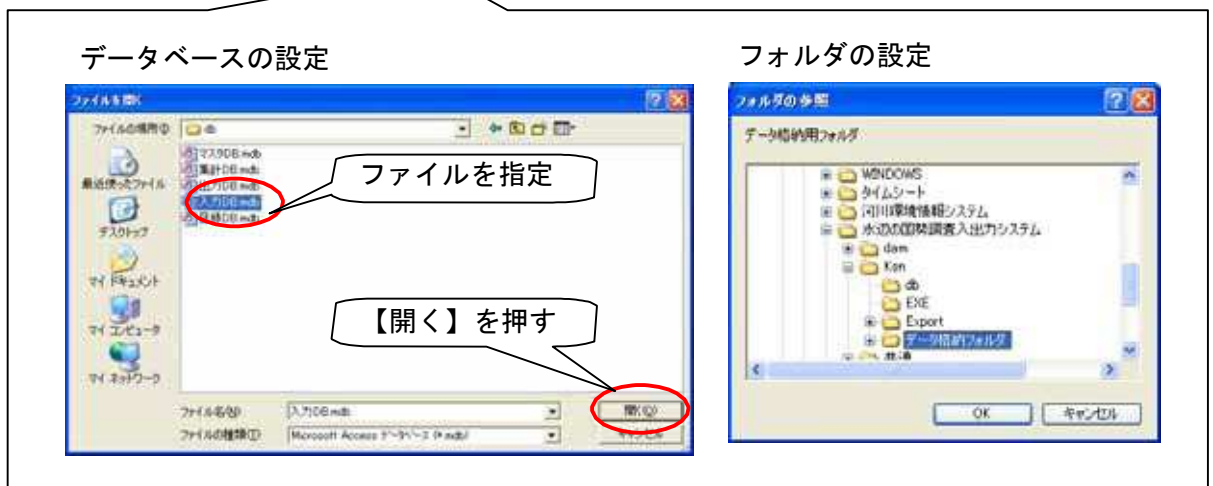 データベースの設定
ファイルを開く
ファイルの場所(I)
db
マスタDB.mdb
集計DB.mdb
出力DB.mdb
入力DB.mdb
最近使ったファイル
デスクトップ
マイ ドキュメント
マイ コンピュータ
マイ ネットワーク
ファイルを指定
【開く】を押す
ファイル名(N)
入力DB.mdb
開く(O)
ファイルの種類(T)
Microsoft Access データベース (*.mdb)
キャンセル
フォルダの設定
フォルダの参照
データ格納用フォルダ
WINDOWS
タイムシート
河川環境情報システム
水辺の国勢調査入出力システム
dam
Kan
db
EXE
Export
データ格納フォルダ
共通
OK
キャンセル